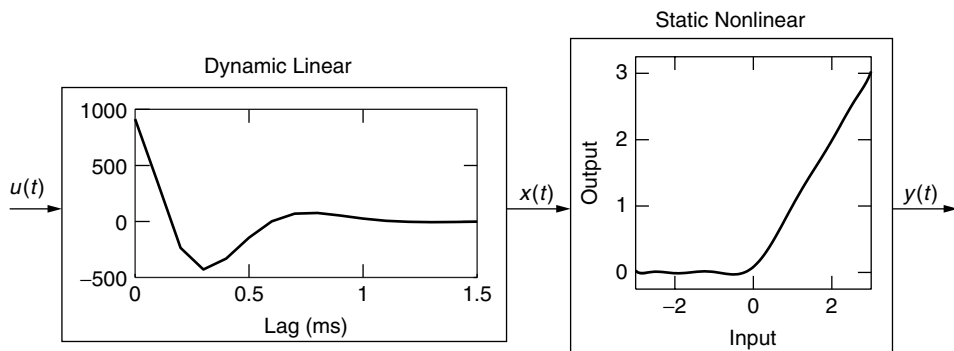 Static Nonlinear
Dynamic Linear
u(t)
1000
500
0
−500
0
0.5
1
1.5
Lag (ms)
x(t)
Output
3
2
1
0
−2
0
2
Input
y(t)